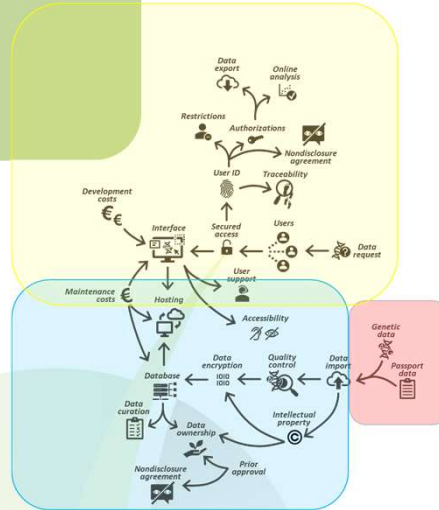 Data
export
Online
analysis
Restrictions
Authorizations
Nondisclosure
agreement
User ID
Traceability
Development
costs
€
€
Interface
Secured
access
Users
Data
request
User
support
Maintenance
costs
€
Hosting
Accessibility
Genetic
data
Data
encryption
Quality
control
Data
import
Passport
data
Database
IDIDI
IOIOI
Intellectual
property
©
Data
curation
Data
ownership
Nondisclosure
agreement
Prior
approval